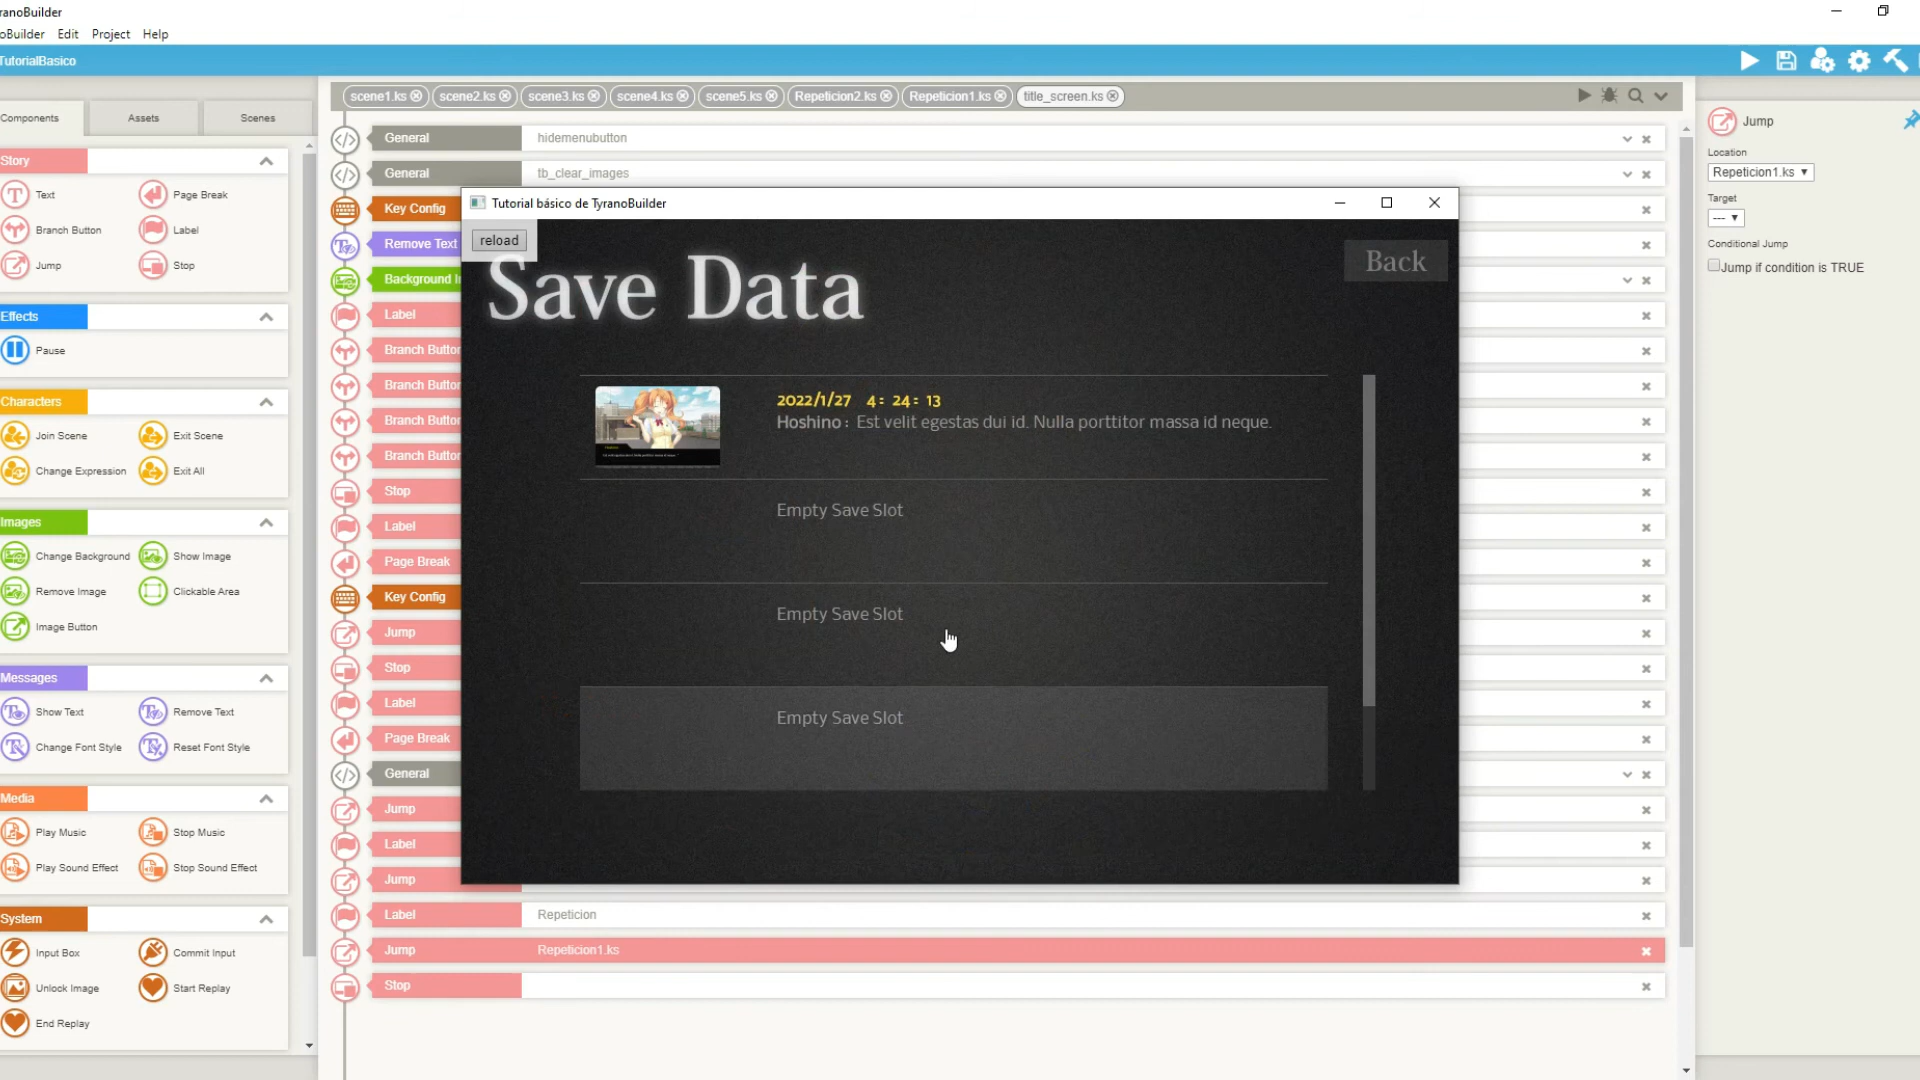 ranoBuilder
oBuilder Edit Project Help
TutorialBasico
scene1.ks scene2.ks scene3.ks scene4.ks scene5.ks Repeticion2.ks Repeticion1.ks title_screen.ks
Components Assets Scenes
Story
Text Page Break
Branch Button Label
Jump Stop
Effects
Pause
Characters
Join Scene Exit Scene
Change Expression Exit All
Images
Change Background Show Image
Remove Image Clickable Area
Image Button
Messages
Show Text Remove Text
Change Font Style Reset Font Style
Media
Play Music Stop Music
Play Sound Effect Stop Sound Effect
System
Input Box Commit Input
Unlock Image Start Replay
End Replay
General hidemenubutton
General tb_clear_images
Key Config
Remove Text
Background I
Label
Branch Butto
Branch Butto
Branch Butto
Branch Butto
Stop
Label
Page Break
Key Config
Jump
Stop
Label
Page Break
General
Jump
Label
Jump
Label Repeticion
Jump Repeticion1.ks
Stop
Tutorial básico de TyranoBuilder
reload
Save Data
Back
2022/1/27 4:24:13
Hoshino: Est velit egestas dui id. Nulla porttitor massa id neque.
Empty Save Slot
Empty Save Slot
Empty Save Slot
Jump
Location
Repeticion1.ks
Target
---
Conditional Jump
Jump if condition is TRUE